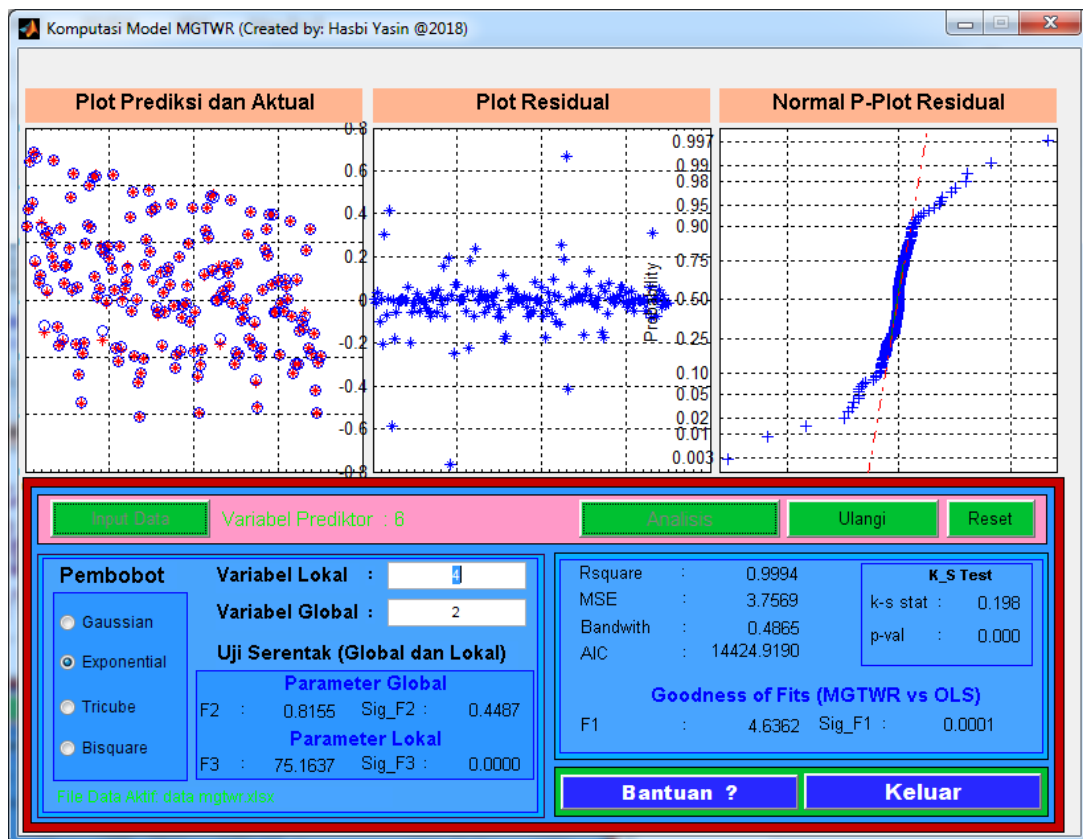 Komputasi Model MGTWR (Created by: Hasbi Yasin @2018)
Plot Prediksi dan Aktual
Plot Residual
Normal P-Plot Residual
0.8
0.6
0.4
0.2
0
-0.2
-0.4
-0.6
-0.8
Probability
0.997
0.99
0.98
0.95
0.90
0.75
0.50
0.25
0.10
0.05
0.02
0.01
0.003
Input Data
Variabel Prediktor : 6
Analisis
Ulangi
Reset
Pembobot
Gaussian
Exponential
Tricube
Bisquare
Variabel Lokal : 4
Variabel Global : 2
Uji Serentak (Global dan Lokal)
Parameter Global
F2 : 0.8155 Sig_F2 : 0.4487
Parameter Lokal
F3 : 75.1637 Sig_F3 : 0.0000
File Data Aktif: data mgtwr.xlsx
Rsquare : 0.9994
MSE : 3.7569
Bandwith : 0.4865
AIC : 14424.9190
K_S Test
k-s stat : 0.198
p-val : 0.000
Goodness of Fits (MGTWR vs OLS)
F1 : 4.6362 Sig_F1 : 0.0001
Bantuan ?
Keluar